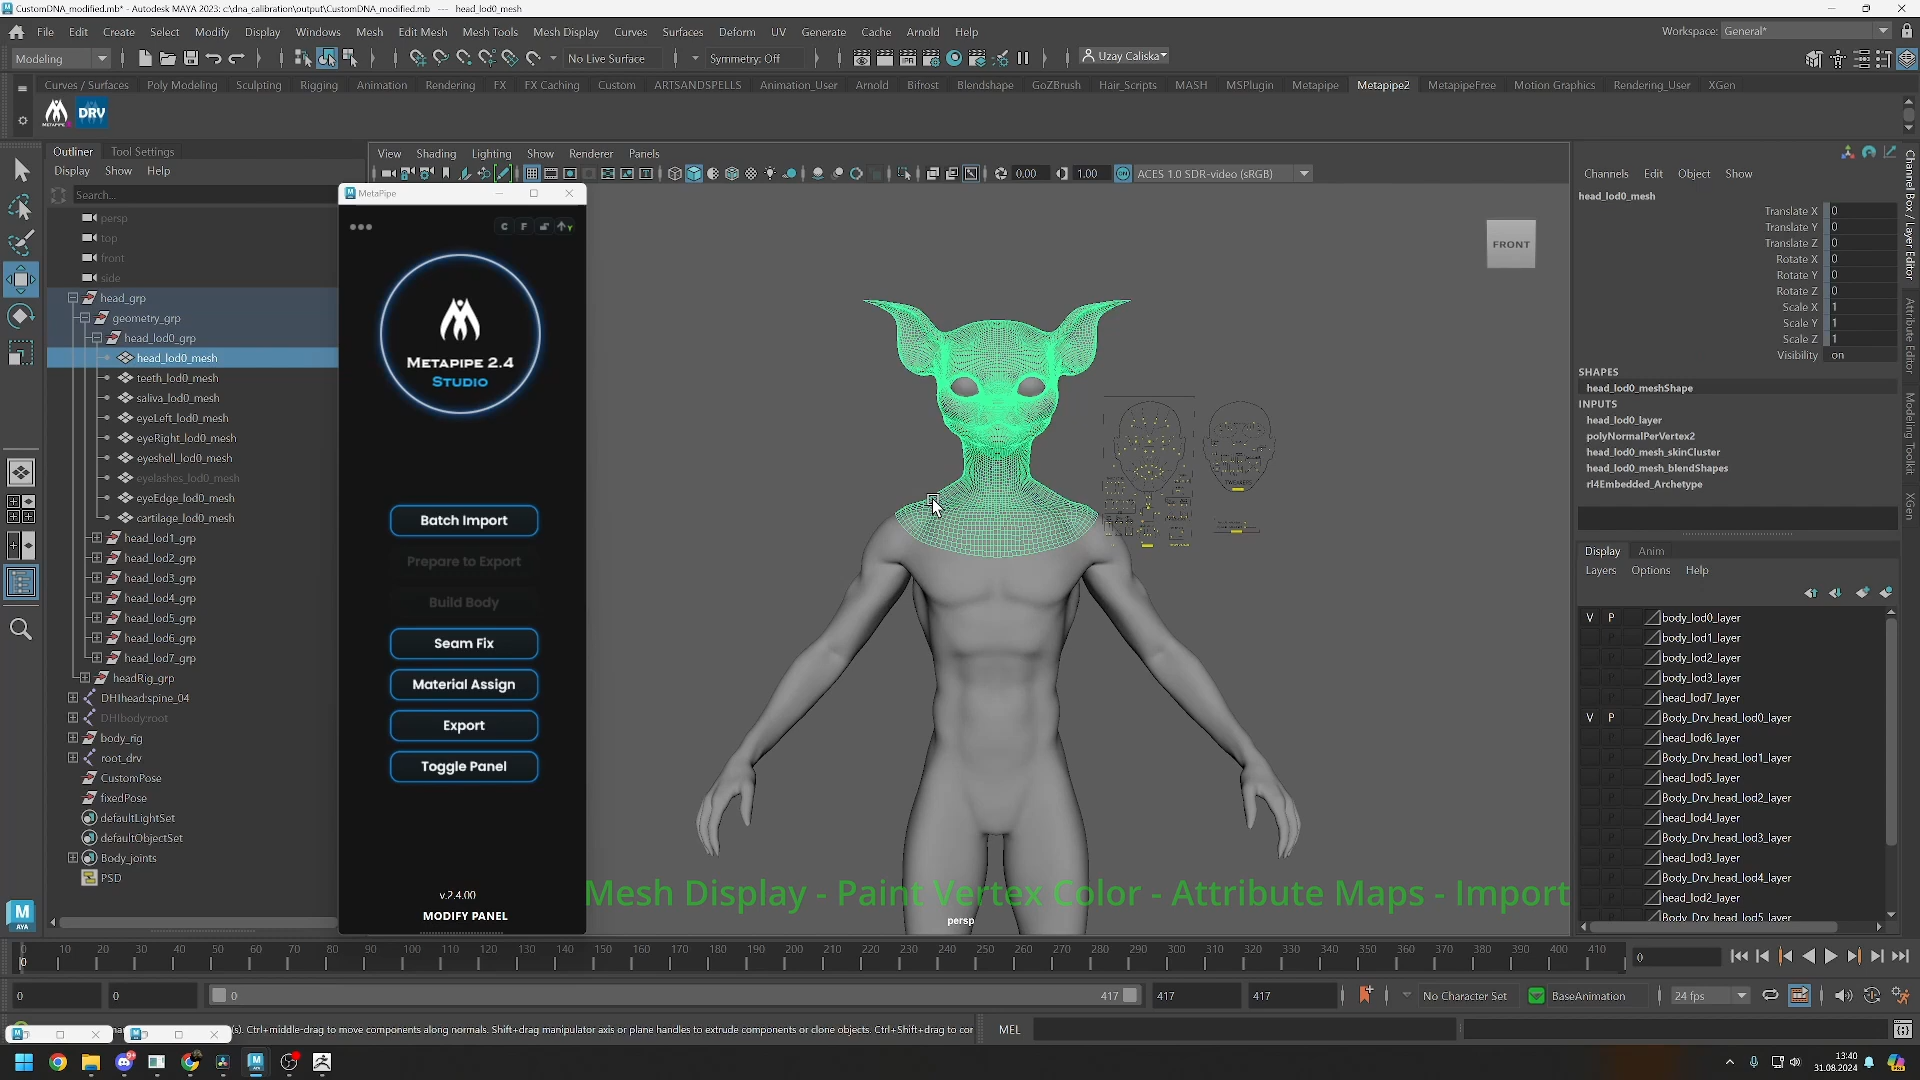 CustomDNA_modified.mb* - Autodesk MAYA 2023: c:\dna_calibration\output\CustomDNA_modified.mb --- head_lod0_mesh
File Edit Create Select Modify Display Windows Mesh Edit Mesh Mesh Tools Mesh Display Curves Surfaces Deform UV Generate Cache Arnold Help
Workspace: General*
Modeling No Live Surface Symmetry: Off Uzay Caliska
Curves / Surfaces Poly Modeling Sculpting Rigging Animation Rendering FX FX Caching Custom ARTSANDSPELLS Animation_User Arnold Bifrost Blendshape GoZBrush Hair_Scripts MASH MSPlugin Metapipe Metapipe2 MetapipeFree Motion Graphics Rendering_User XGen
DRV
Outliner Tool Settings
Display Show Help
Search...
persp
top
front
side
head_grp
geometry_grp
head_lod0_grp
head_lod0_mesh
teeth_lod0_mesh
saliva_lod0_mesh
eyeLeft_lod0_mesh
eyeRight_lod0_mesh
eyeshell_lod0_mesh
eyelashes_lod0_mesh
eyeEdge_lod0_mesh
cartilage_lod0_mesh
head_lod1_grp
head_lod2_grp
head_lod3_grp
head_lod4_grp
head_lod5_grp
head_lod6_grp
head_lod7_grp
headRig_grp
DHIhead:spine_04
DHIbody:root
body_rig
root_drv
CustomPose
fixedPose
defaultLightSet
defaultObjectSet
Body_joints
PSD
View Shading Lighting Show Renderer Panels
0.00 1.00 ACES 1.0 SDR-video (sRGB)
MetaPipe
C F
METAPIPE 2.4
STUDIO
Batch Import
Prepare to Export
Build Body
Seam Fix
Material Assign
Export
Toggle Panel
v.2.4.00
MODIFY PANEL
FRONT
Mesh Display - Paint Vertex Color - Attribute Maps - Import
persp
Channels Edit Object Show
head_lod0_mesh
Translate X 0
Translate Y 0
Translate Z 0
Rotate X 0
Rotate Y 0
Rotate Z 0
Scale X 1
Scale Y 1
Scale Z 1
Visibility on
SHAPES
head_lod0_meshShape
INPUTS
head_lod0_layer
polyNormalPerVertex2
head_lod0_mesh_skinCluster
head_lod0_mesh_blendShapes
rl4Embedded_Archetype
Display Anim
Layers Options Help
V P body_lod0_layer
body_lod1_layer
body_lod2_layer
body_lod3_layer
head_lod7_layer
V P Body_Drv_head_lod0_layer
head_lod6_layer
Body_Drv_head_lod1_layer
head_lod5_layer
Body_Drv_head_lod2_layer
head_lod4_layer
Body_Drv_head_lod3_layer
head_lod3_layer
Body_Drv_head_lod4_layer
head_lod2_layer
Body_Drv_head_lod5_layer
Channel Box / Layer Editor
Attribute Editor
Modeling Toolkit
XGen
0 10 20 30 40 50 60 70 80 90 100 110 120 130 140 150 160 170 180 190 200 210 220 230 240 250 260 270 280 290 300 310 320 330 340 350 360 370 380 390 400 410
0
0 0 0 417 417 417 No Character Set BaseAnimation 24 fps
(s). Ctrl+middle-drag to move components along normals. Shift+drag manipulator axis or plane handles to extrude components or clone objects. Ctrl+Shift+drag to cor
MEL
13:40
31.08.2024